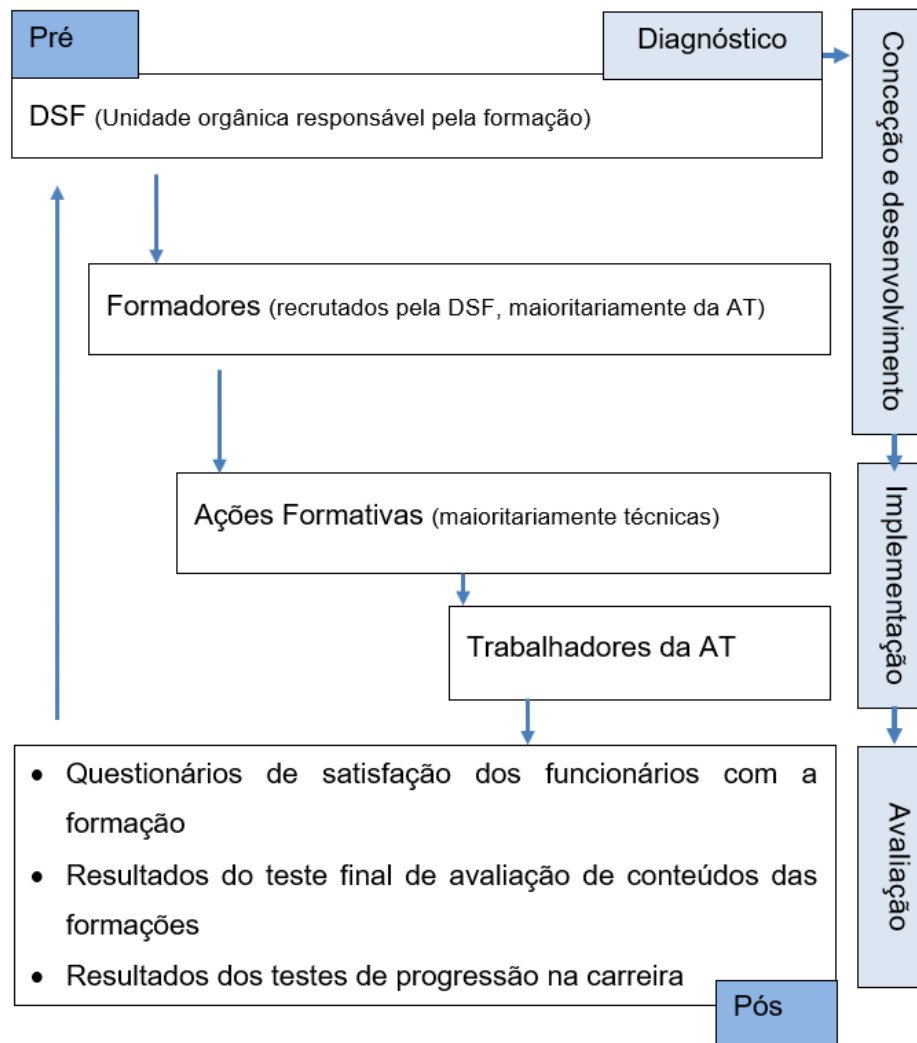 Pré
Diagnóstico
DSF (Unidade orgânica responsável pela formação)
Conceção e desenvolvimento
Formadores (recrutados pela DSF, maioritariamente da AT)
Ações Formativas (maioritariamente técnicas)
Implementação
Trabalhadores da AT
• Questionários de satisfação dos funcionários com a
formação
• Resultados do teste final de avaliação de conteúdos das
formações
• Resultados dos testes de progressão na carreira
Avaliação
Pós